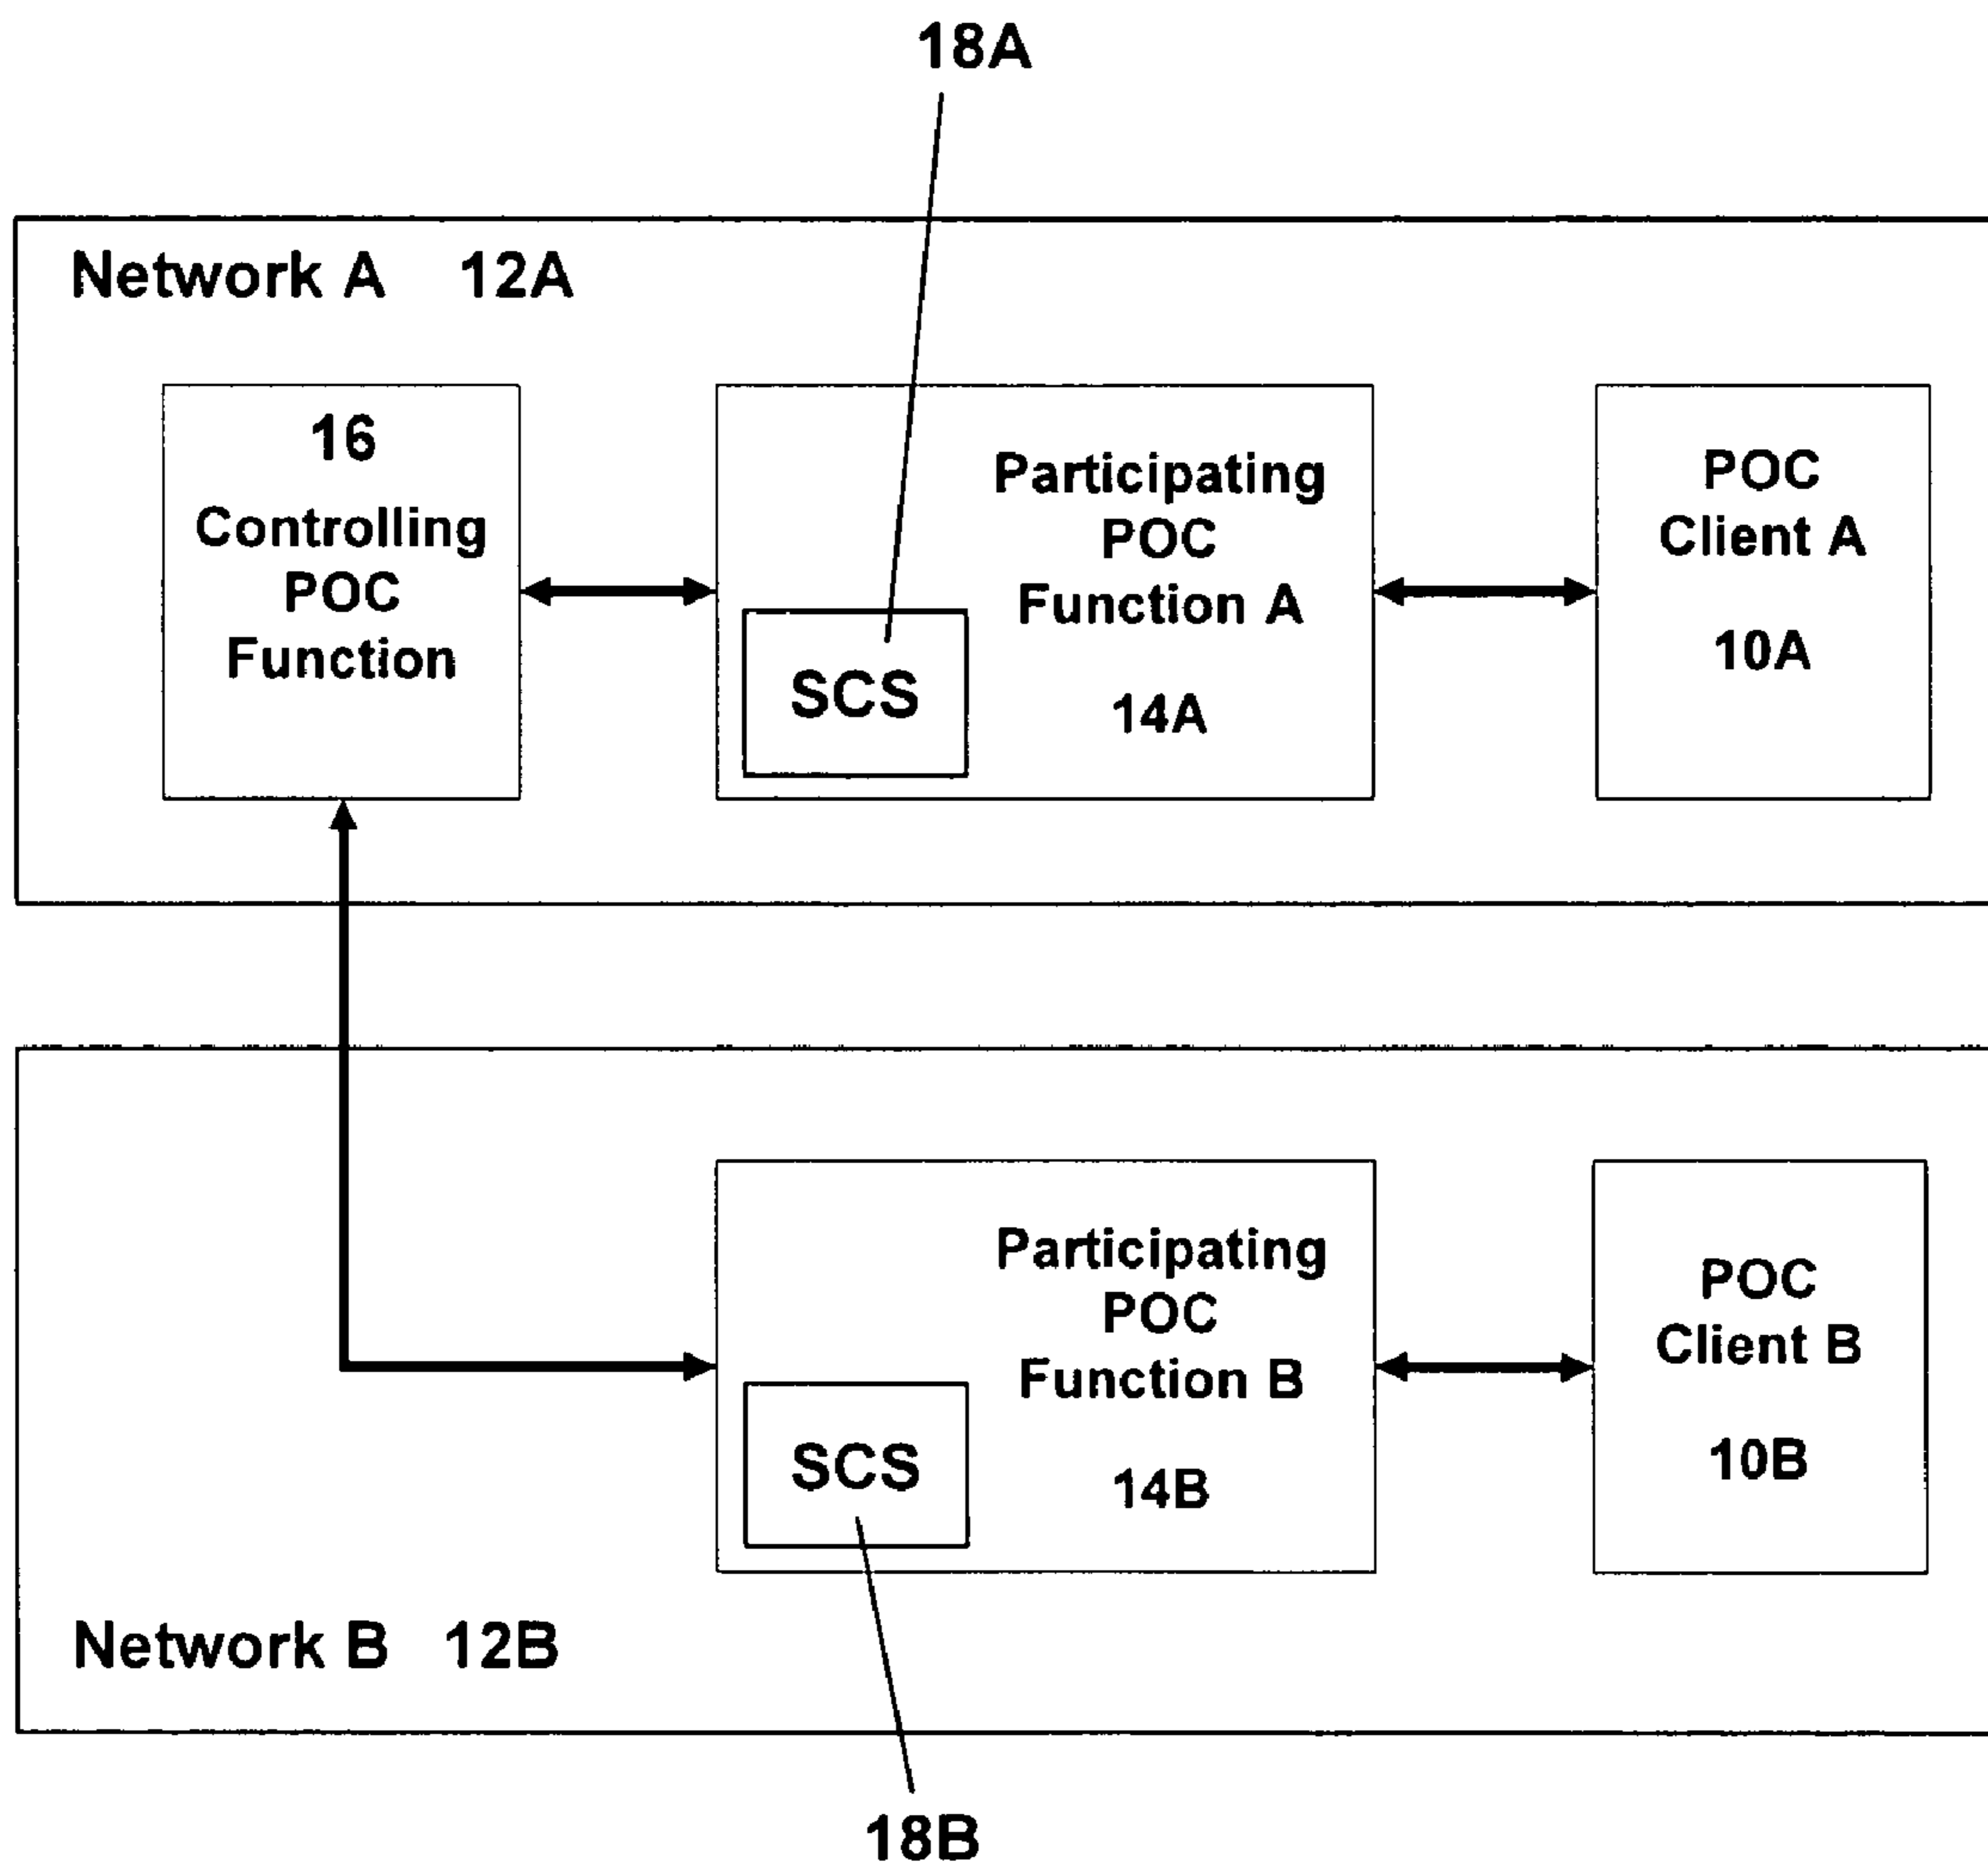 18A
Network A 12A
16
Controlling
POC
Function
Participating
POC
Function A
14A
SCS
POC
Client A
10A
Participating
POC
Function B
14B
SCS
POC
Client B
10B
Network B 12B
18B